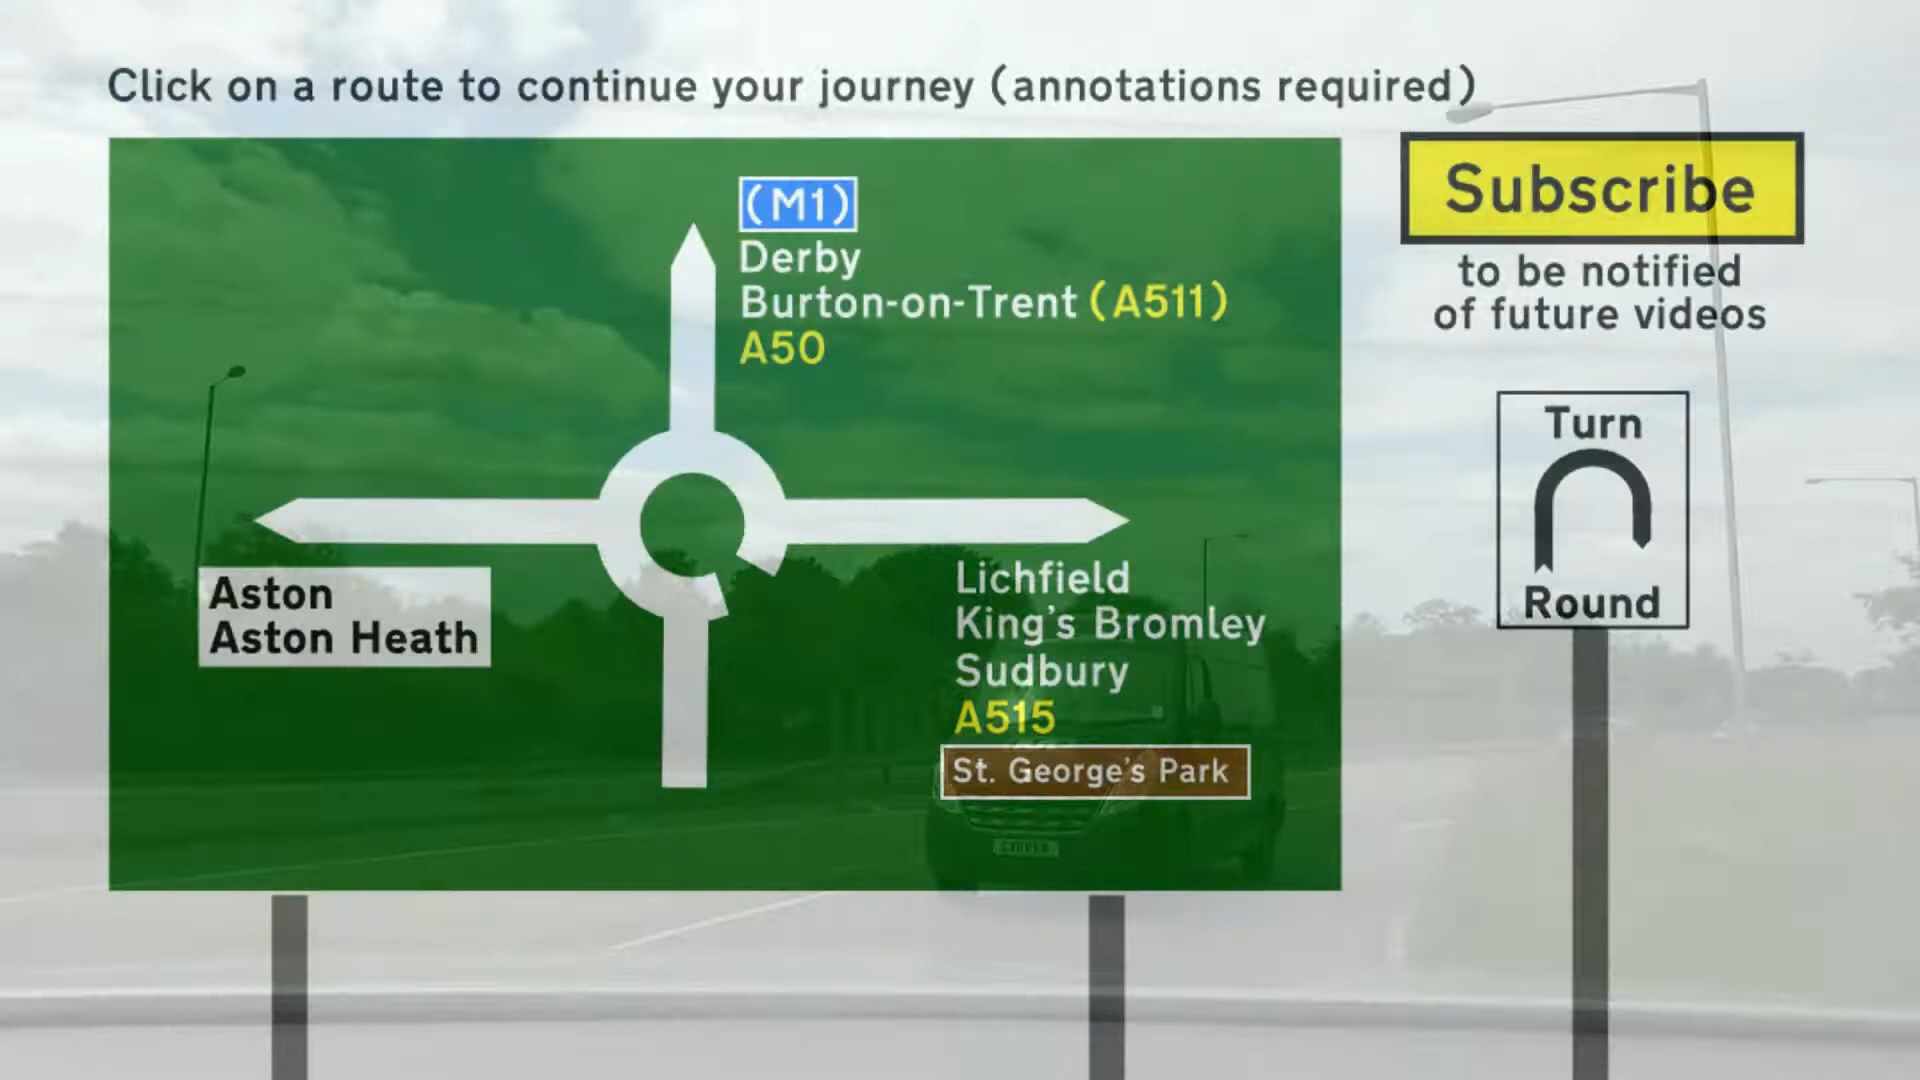 Click on a route to continue your journey (annotations required)
(M1)
Derby
Burton-on-Trent (A511)
A50
Aston
Aston Heath
Lichfield
King's Bromley
Sudbury
A515
St. George's Park
Subscribe
to be notified
of future videos
Turn
Round